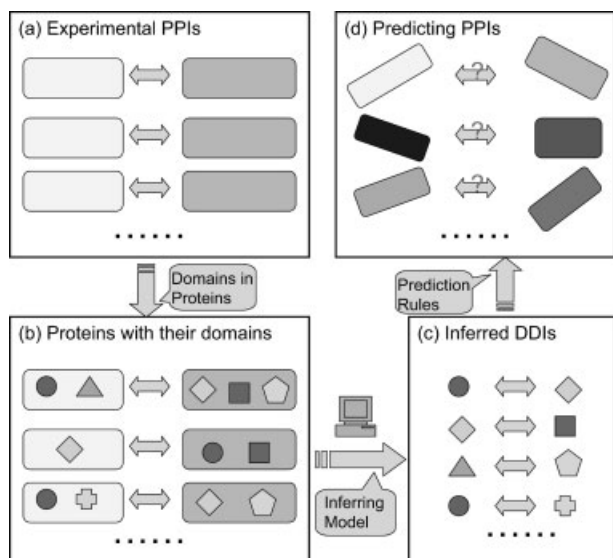 (a) Experimental PPIs
......
(d) Predicting PPIs
?
?
?
......
Domains in
Proteins
Prediction
Rules
(b) Proteins with their domains
......
Inferring
Model
(c) Inferred DDIs
......